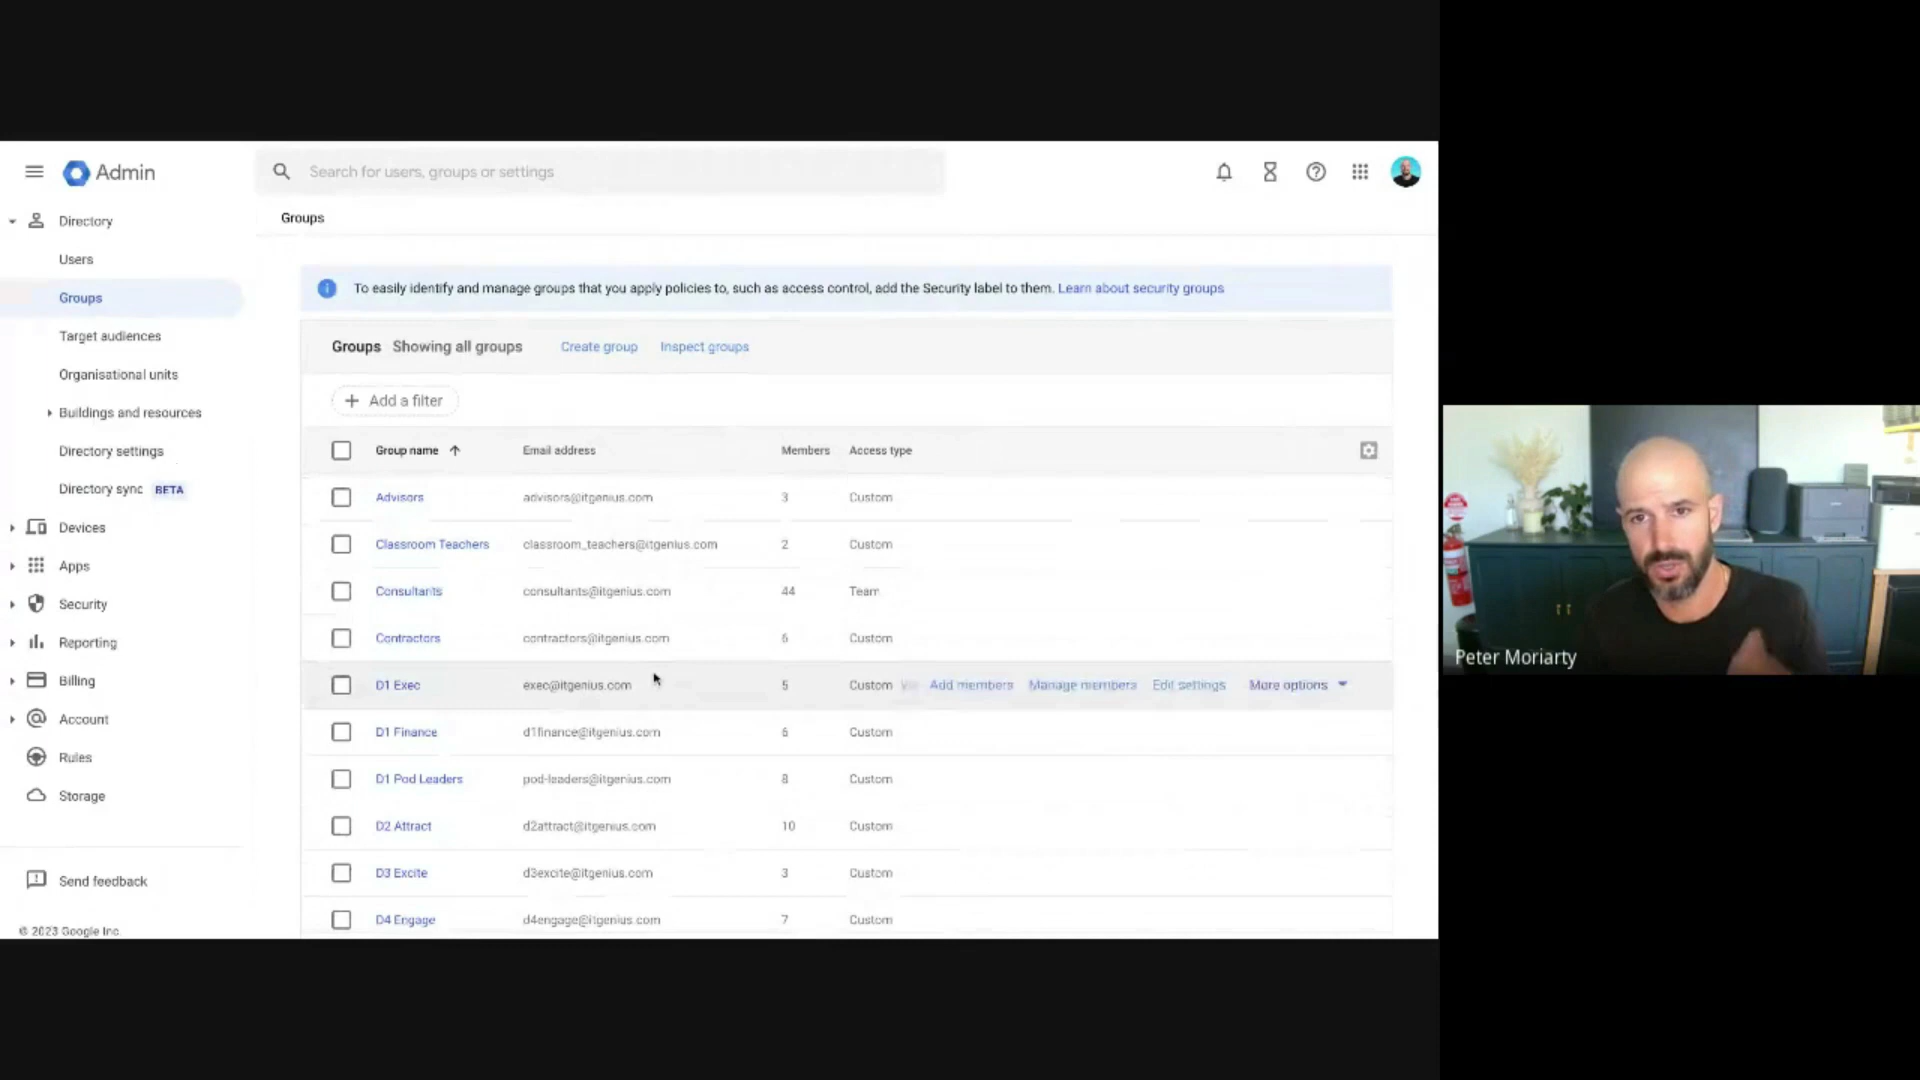 Admin
Search for users, groups or settings
Directory
Users
Groups
Target audiences
Organisational units
Buildings and resources
Directory settings
Directory sync BETA
Devices
Apps
Security
Reporting
Billing
Account
Rules
Storage
Send feedback
© 2023 Google Inc.
Groups
To easily identify and manage groups that you apply policies to, such as access control, add the Security label to them. Learn about security groups
Groups Showing all groups Create group Inspect groups
Add a filter
Group name Email address Members Access type
Advisors advisors@itgenius.com 3 Custom
Classroom Teachers classroom_teachers@itgenius.com 2 Custom
Consultants consultants@itgenius.com 44 Team
Contractors contractors@itgenius.com 6 Custom
D1 Exec exec@itgenius.com 5 Custom Add members Manage members Edit settings More options
D1 Finance d1finance@itgenius.com 6 Custom
D1 Pod Leaders pod-leaders@itgenius.com 8 Custom
D2 Attract d2attract@itgenius.com 10 Custom
D3 Excite d3excite@itgenius.com 3 Custom
D4 Engage d4engage@itgenius.com 7 Custom
Peter Moriarty